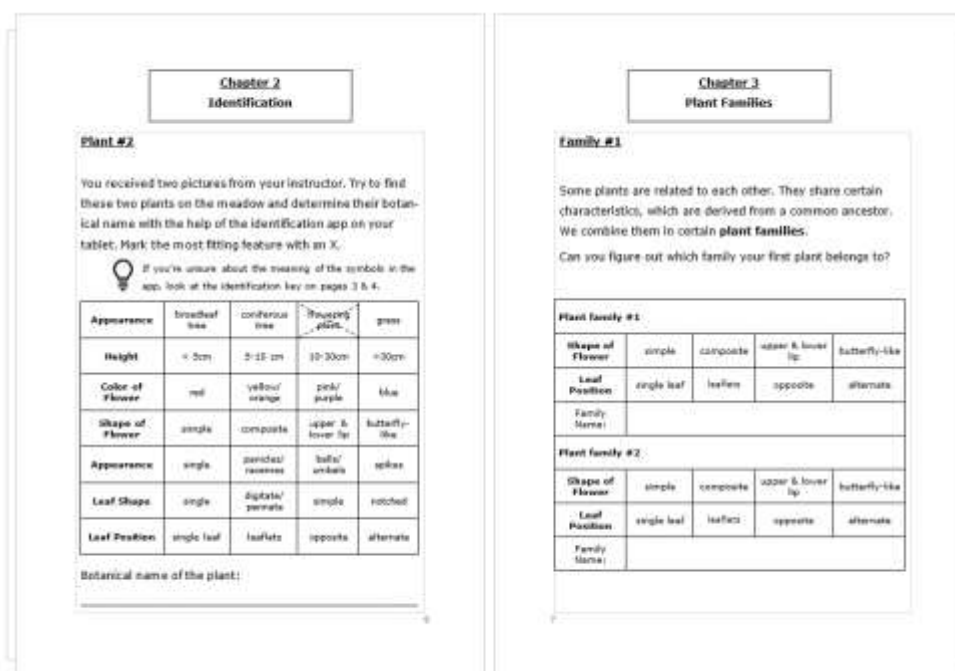 Chapter 2
Identification
Plant #2
You received two pictures from your instructor. Try to find
these two plants on the meadow and determine their botan-
ical name with the help of the identification app on your
tablet. Mark the most fitting feature with an X.
If you're unsure about the meaning of the symbols in the
app, look at the identification key on pages 3 & 4.
Appearance broadleaf tree coniferous tree flowering plant grass
Height < 5cm 5-10 cm 10-30cm >30cm
Color of Flower red yellow/ orange pink/ purple blue
Shape of Flower simple composite upper & lower lip butterfly-like
Appearance single panicles/ racemes balls/ umbels spikes
Leaf Shape single digitate/ pennate simple notched
Leaf Position single leaf leaflets opposite alternate
Botanical name of the plant:
6
Chapter 3
Plant Families
Family #1
Some plants are related to each other. They share certain
characteristics, which are derived from a common ancestor.
We combine them in certain plant families.
Can you figure out which family your first plant belongs to?
Plant family #1
Shape of Flower simple composite upper & lower lip butterfly-like
Leaf Position single leaf leaflets opposite alternate
Family Name:
Plant family #2
Shape of Flower simple composite upper & lower lip butterfly-like
Leaf Position single leaf leaflets opposite alternate
Family Name:
7